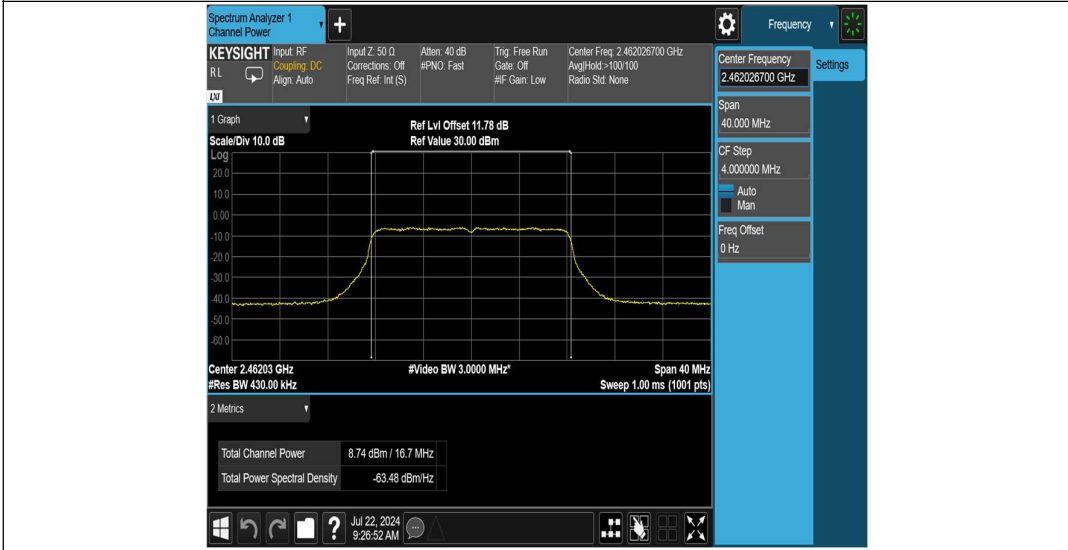 Spectrum Analyzer 1
Channel Power
+
Frequency
KEYSIGHT
RL
LXI
Input: RF
Coupling: DC
Align: Auto
Input Z: 50 Ω
Corrections: Off
Freq Ref: Int (S)
Atten: 40 dB
#PNO: Fast
Trig: Free Run
Gate: Off
#IF Gain: Low
Center Freq: 2.462026700 GHz
Avg|Hold:>100/100
Radio Std: None
Center Frequency
2.462026700 GHz
Settings
Span
40.000 MHz
CF Step
4.000000 MHz
Auto
Man
Freq Offset
0 Hz
1 Graph
Scale/Div 10.0 dB
Ref Lvl Offset 11.78 dB
Ref Value 30.00 dBm
Log
20.0
10.0
0.00
-10.0
-20.0
-30.0
-40.0
-50.0
-60.0
Center 2.46203 GHz
#Video BW 3.0000 MHz*
Span 40 MHz
#Res BW 430.00 kHz
Sweep 1.00 ms (1001 pts)
2 Metrics
Total Channel Power 8.74 dBm / 16.7 MHz
Total Power Spectral Density -63.48 dBm/Hz
?
Jul 22, 2024
9:26:52 AM